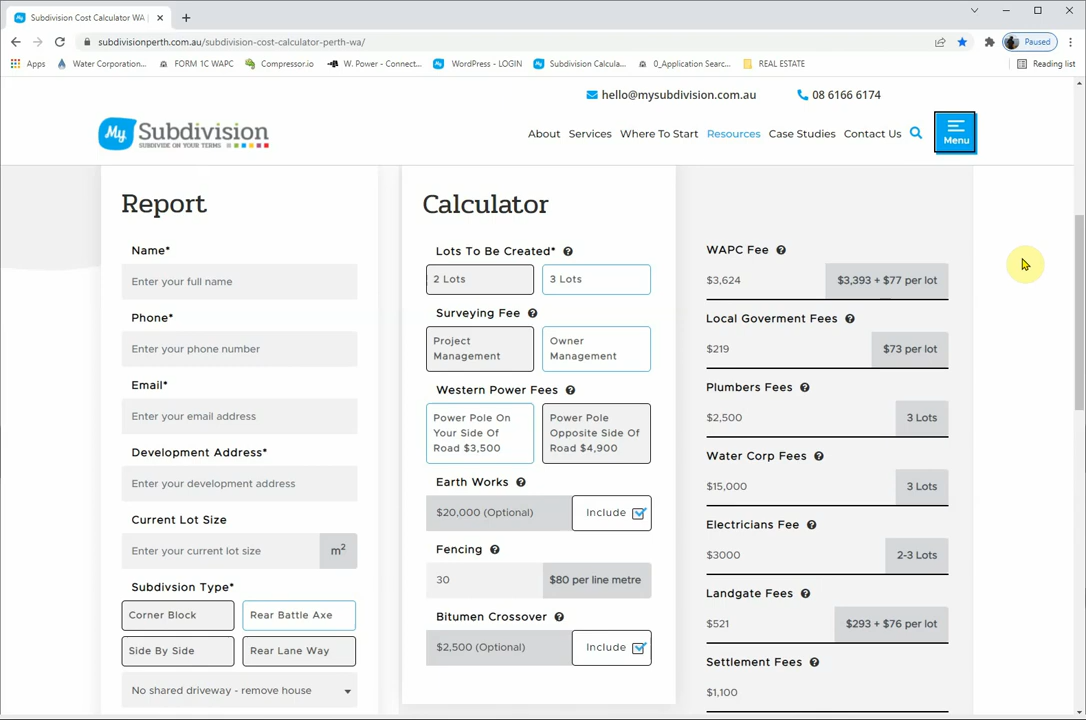 Subdivision Cost Calculator WA |
subdivisionperth.com.au/subdivision-cost-calculator-perth-wa/
Paused
Apps
Water Corporation...
FORM 1C WAPC
Compressor.io
W. Power - Connect...
WordPress - LOGIN
Subdivision Calcula...
0_Application Searc...
REAL ESTATE
Reading list
hello@mysubdivision.com.au
08 6166 6174
My Subdivision
SUBDIVIDE ON YOUR TERMS
About
Services
Where To Start
Resources
Case Studies
Contact Us
Menu
Report
Name*
Enter your full name
Phone*
Enter your phone number
Email*
Enter your email address
Development Address*
Enter your development address
Current Lot Size
Enter your current lot size
m²
Subdivsion Type*
Corner Block
Rear Battle Axe
Side By Side
Rear Lane Way
No shared driveway - remove house
Calculator
Lots To Be Created*
2 Lots
3 Lots
Surveying Fee
Project
Management
Owner
Management
Western Power Fees
Power Pole On
Your Side Of
Road $3,500
Power Pole
Opposite Side Of
Road $4,900
Earth Works
$20,000 (Optional)
Include
Fencing
30
$80 per line metre
Bitumen Crossover
$2,500 (Optional)
Include
WAPC Fee
$3,624
$3,393 + $77 per lot
Local Goverment Fees
$219
$73 per lot
Plumbers Fees
$2,500
3 Lots
Water Corp Fees
$15,000
3 Lots
Electricians Fee
$3000
2-3 Lots
Landgate Fees
$521
$293 + $76 per lot
Settlement Fees
$1,100